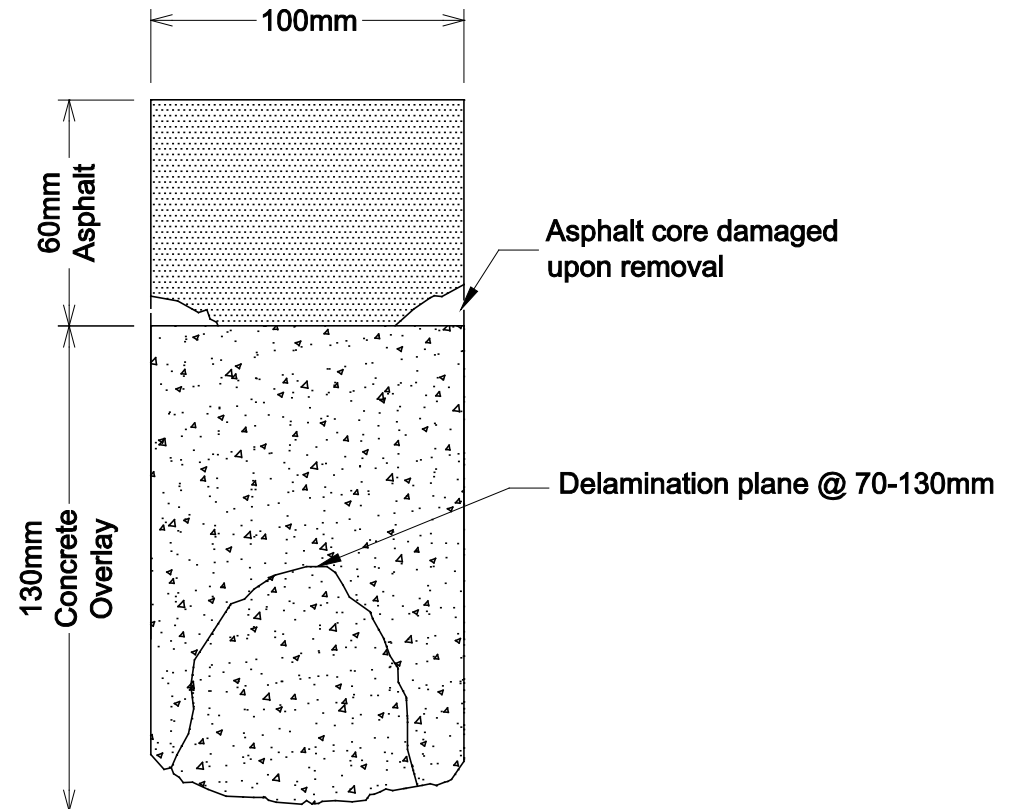 100mm
60mm
Asphalt
Asphalt core damaged
upon removal
Delamination plane @ 70-130mm
130mm
Concrete
Overlay